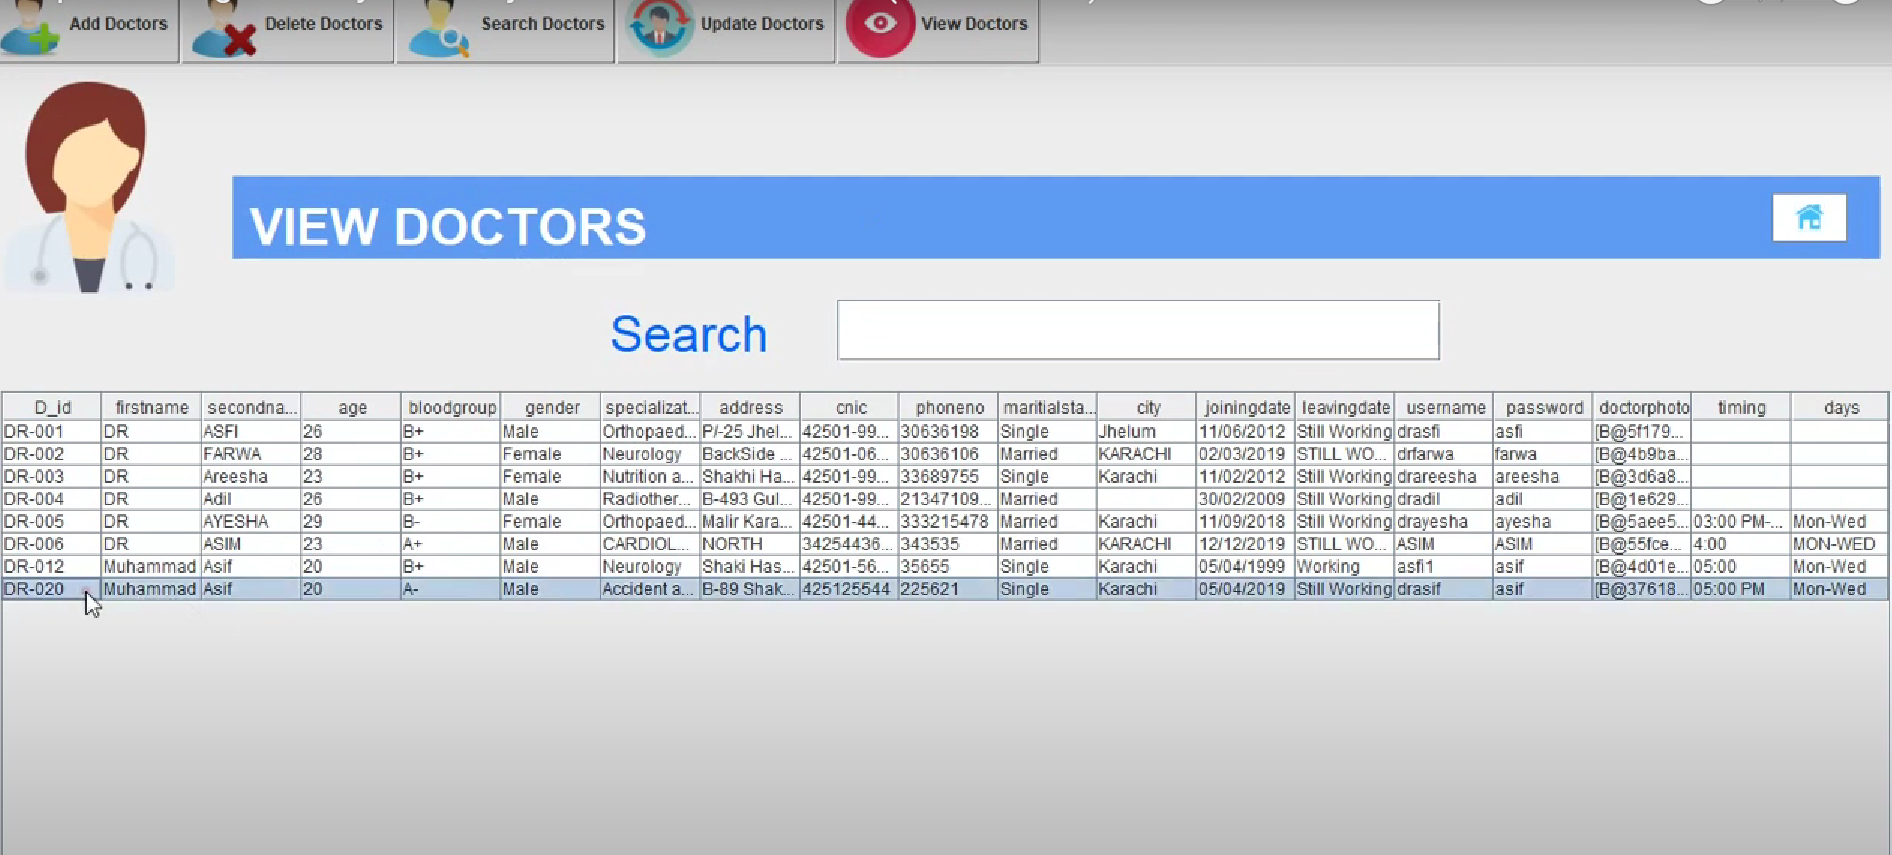 Add Doctors Delete Doctors Search Doctors Update Doctors View Doctors
VIEW DOCTORS
Search
D_id firstname secondna... age bloodgroup gender specializat... address cnic phoneno maritialsta... city joiningdate leavingdate username password doctorphoto timing days
DR-001 DR ASFI 26 B+ Male Orthopaed... P/-25 Jhel... 42501-99... 30636198 Single Jhelum 11/06/2012 Still Working drasfi asfi [B@5f179...
DR-002 DR FARWA 28 B+ Female Neurology BackSide ... 42501-06... 30636106 Married KARACHI 02/03/2019 STILL WO... drfarwa farwa [B@4b9ba...
DR-003 DR Areesha 23 B+ Female Nutrition a... Shakhi Ha... 42501-99... 33689755 Single Karachi 11/02/2012 Still Working drareesha areesha [B@3d6a8...
DR-004 DR Adil 26 B+ Male Radiother... B-493 Gul... 42501-99... 21347109... Married 30/02/2009 Still Working dradil adil [B@1e629...
DR-005 DR AYESHA 29 B- Female Orthopaed... Malir Kara... 42501-44... 333215478 Married Karachi 11/09/2018 Still Working drayesha ayesha [B@5aee5... 03:00 PM-... Mon-Wed
DR-006 DR ASIM 23 A+ Male CARDIOL... NORTH 34254436... 343535 Married KARACHI 12/12/2019 STILL WO... ASIM ASIM [B@55fce... 4:00 MON-WED
DR-012 Muhammad Asif 20 B+ Male Neurology Shaki Has... 42501-56... 35655 Single Karachi 05/04/1999 Working asfi1 asif [B@4d01e... 05:00 Mon-Wed
DR-020 Muhammad Asif 20 A- Male Accident a... B-89 Shak... 425125544 225621 Single Karachi 05/04/2019 Still Working drasif asif [B@37618... 05:00 PM Mon-Wed